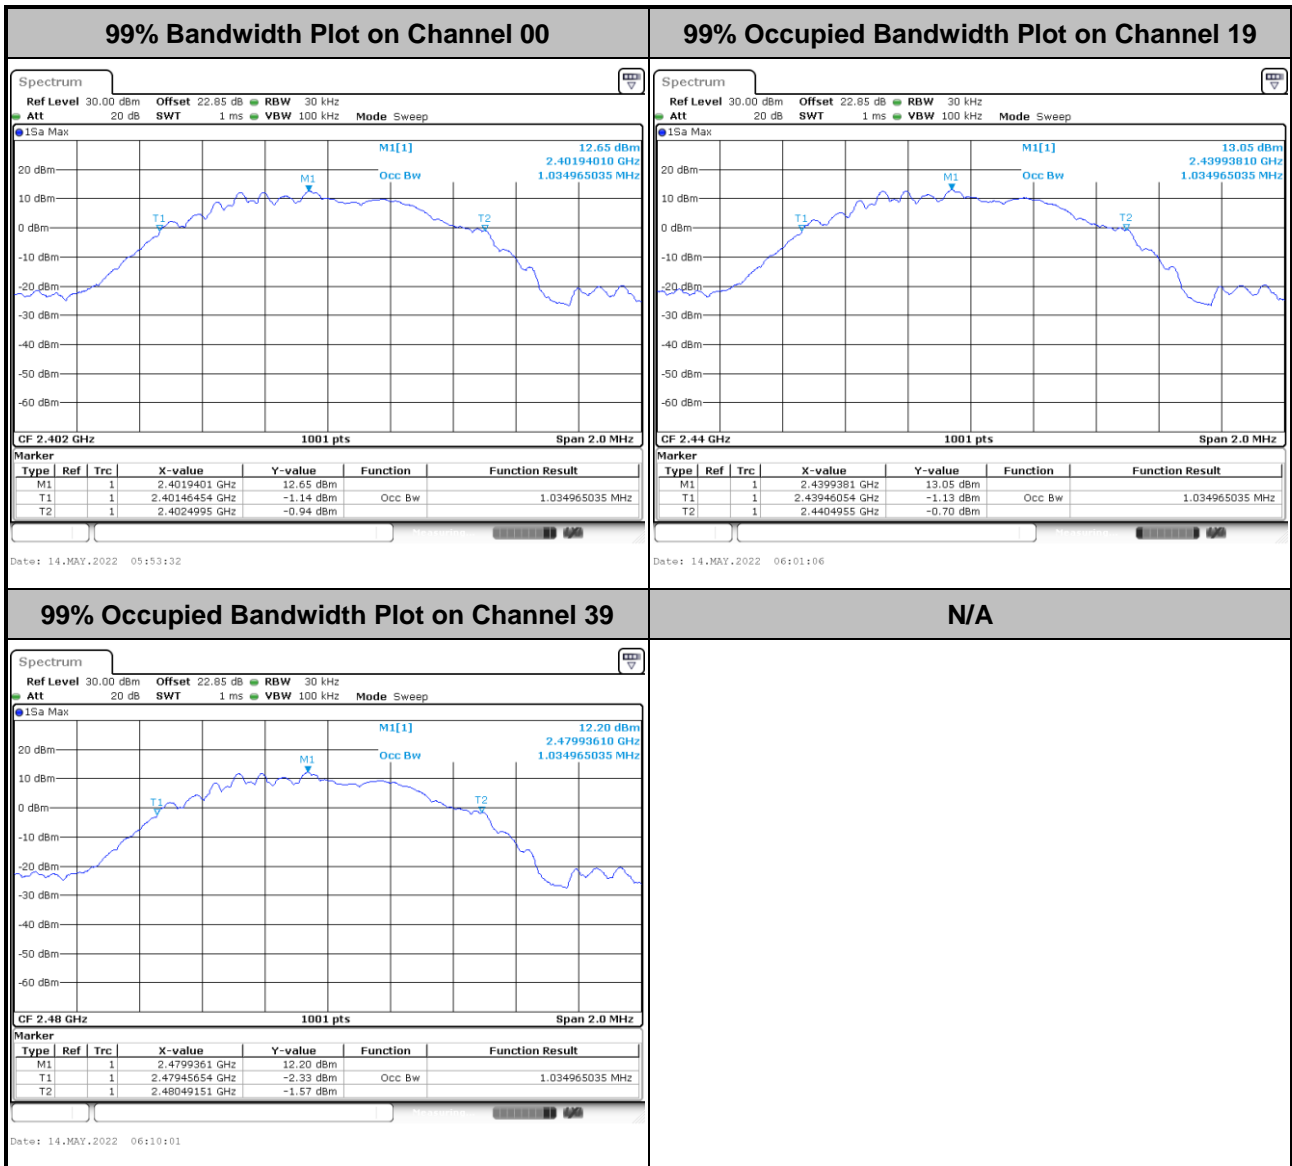 99% Bandwidth Plot on Channel 00
Spectrum
Ref Level 30.00 dBm Offset 22.85 dB RBW 30 kHz
Att 20 dB SWT 1 ms VBW 100 kHz Mode Sweep
1Sa Max
M1[1] 12.65 dBm
2.40194010 GHz
Occ Bw 1.034965035 MHz
20 dBm
M1
10 dBm
T1 T2
0 dBm
-10 dBm
-20 dBm
-30 dBm
-40 dBm
-50 dBm
-60 dBm
CF 2.402 GHz 1001 pts Span 2.0 MHz
Marker
Type Ref Trc X-value Y-value Function Function Result
M1 1 2.4019401 GHz 12.65 dBm
T1 1 2.40146454 GHz -1.14 dBm Occ Bw 1.034965035 MHz
T2 1 2.4024995 GHz -0.94 dBm
Measuring
Date: 14.MAY.2022 05:53:32
99% Occupied Bandwidth Plot on Channel 19
Spectrum
Ref Level 30.00 dBm Offset 22.85 dB RBW 30 kHz
Att 20 dB SWT 1 ms VBW 100 kHz Mode Sweep
1Sa Max
M1[1] 13.05 dBm
2.43993810 GHz
Occ Bw 1.034965035 MHz
20 dBm
M1
10 dBm
T1 T2
0 dBm
-10 dBm
-20 dBm
-30 dBm
-40 dBm
-50 dBm
-60 dBm
CF 2.44 GHz 1001 pts Span 2.0 MHz
Marker
Type Ref Trc X-value Y-value Function Function Result
M1 1 2.4399381 GHz 13.05 dBm
T1 1 2.43946054 GHz -1.13 dBm Occ Bw 1.034965035 MHz
T2 1 2.4404955 GHz -0.70 dBm
Measuring
Date: 14.MAY.2022 06:01:06
99% Occupied Bandwidth Plot on Channel 39
Spectrum
Ref Level 30.00 dBm Offset 22.85 dB RBW 30 kHz
Att 20 dB SWT 1 ms VBW 100 kHz Mode Sweep
1Sa Max
M1[1] 12.20 dBm
2.47993610 GHz
Occ Bw 1.034965035 MHz
20 dBm
M1
10 dBm
T1 T2
0 dBm
-10 dBm
-20 dBm
-30 dBm
-40 dBm
-50 dBm
-60 dBm
CF 2.48 GHz 1001 pts Span 2.0 MHz
Marker
Type Ref Trc X-value Y-value Function Function Result
M1 1 2.4799361 GHz 12.20 dBm
T1 1 2.47945654 GHz -2.33 dBm Occ Bw 1.034965035 MHz
T2 1 2.48049151 GHz -1.57 dBm
Measuring
Date: 14.MAY.2022 06:10:01
N/A